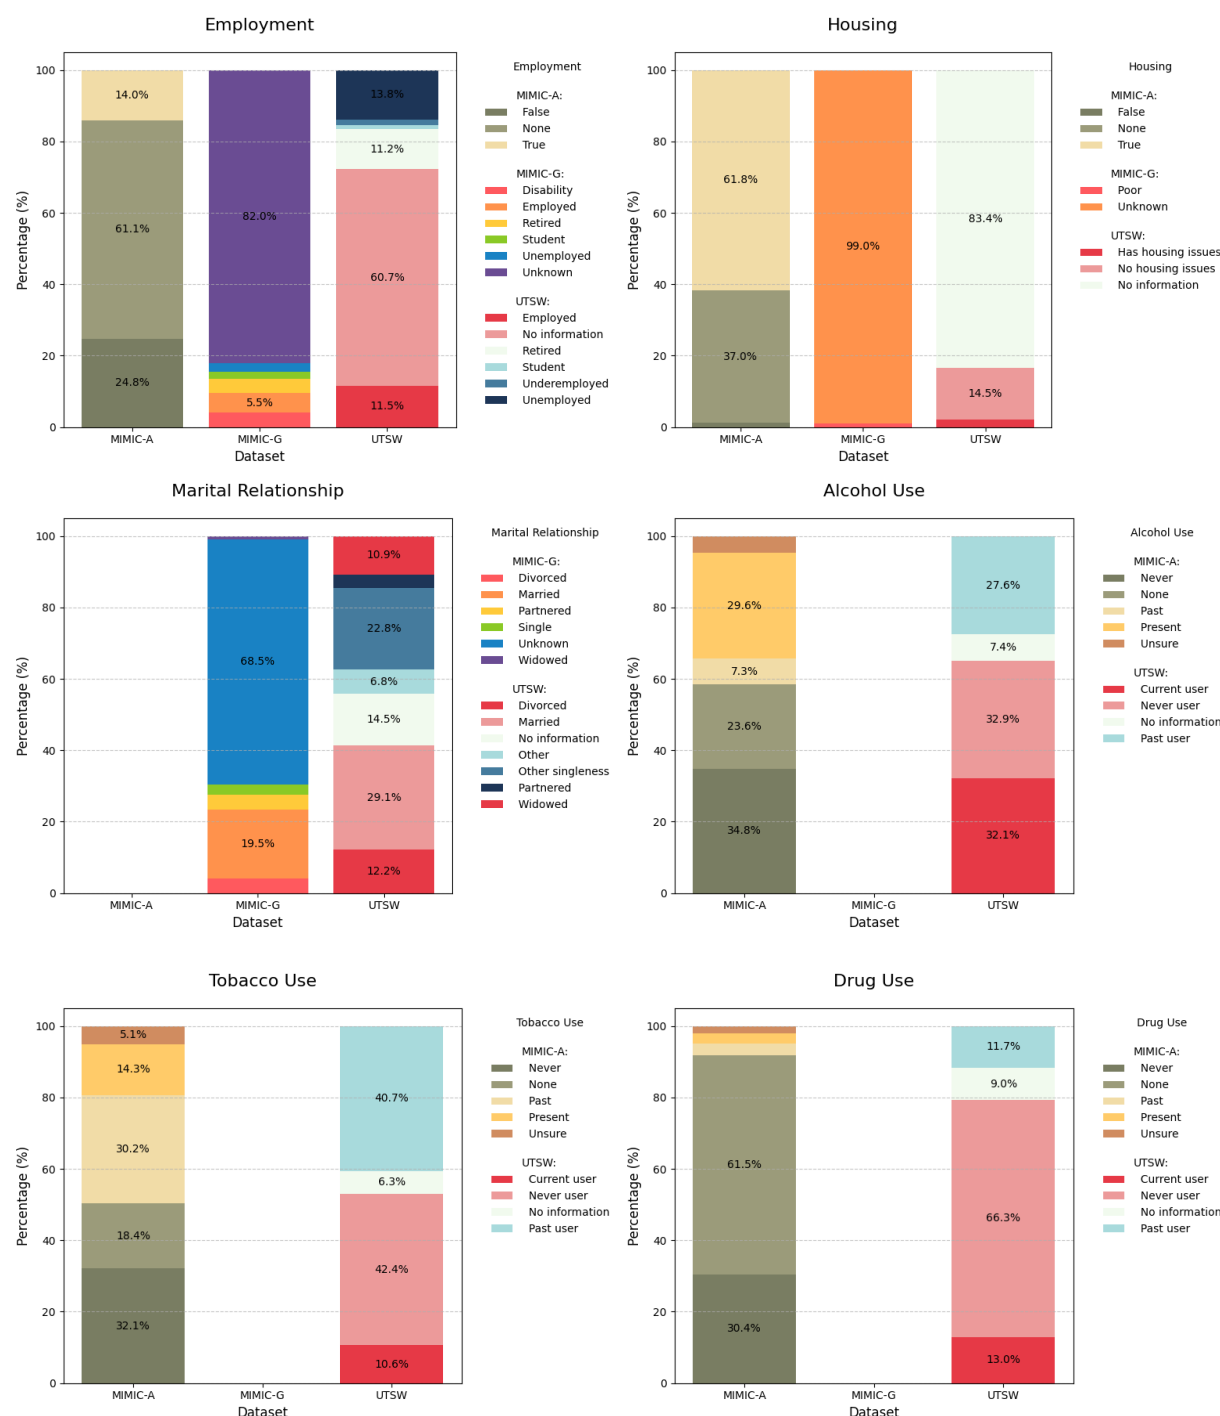 Employment
100
80
60
40
20
0
Percentage (%)
14.0%
61.1%
24.8%
82.0%
5.5%
13.8%
11.2%
60.7%
11.5%
MIMIC-A
MIMIC-G
UTSW
Dataset
Employment
MIMIC-A:
False
None
True
MIMIC-G:
Disability
Employed
Retired
Student
Unemployed
Unknown
UTSW:
Employed
No information
Retired
Student
Underemployed
Unemployed
Housing
100
80
60
40
20
0
Percentage (%)
61.8%
37.0%
99.0%
83.4%
14.5%
MIMIC-A
MIMIC-G
UTSW
Dataset
Housing
MIMIC-A:
False
None
True
MIMIC-G:
Poor
Unknown
UTSW:
Has housing issues
No housing issues
No information
Marital Relationship
100
80
60
40
20
0
Percentage (%)
68.5%
19.5%
10.9%
22.8%
6.8%
14.5%
29.1%
12.2%
MIMIC-A
MIMIC-G
UTSW
Dataset
Marital Relationship
MIMIC-G:
Divorced
Married
Partnered
Single
Unknown
Widowed
UTSW:
Divorced
Married
No information
Other
Other singleness
Partnered
Widowed
Alcohol Use
100
80
60
40
20
0
Percentage (%)
29.6%
7.3%
23.6%
34.8%
27.6%
7.4%
32.9%
32.1%
MIMIC-A
MIMIC-G
UTSW
Dataset
Alcohol Use
MIMIC-A:
Never
None
Past
Present
Unsure
UTSW:
Current user
Never user
No information
Past user
Tobacco Use
100
80
60
40
20
0
Percentage (%)
5.1%
14.3%
30.2%
18.4%
32.1%
40.7%
6.3%
42.4%
10.6%
MIMIC-A
MIMIC-G
UTSW
Dataset
Tobacco Use
MIMIC-A:
Never
None
Past
Present
Unsure
UTSW:
Current user
Never user
No information
Past user
Drug Use
100
80
60
40
20
0
Percentage (%)
61.5%
30.4%
11.7%
9.0%
66.3%
13.0%
MIMIC-A
MIMIC-G
UTSW
Dataset
Drug Use
MIMIC-A:
Never
None
Past
Present
Unsure
UTSW:
Current user
Never user
No information
Past user